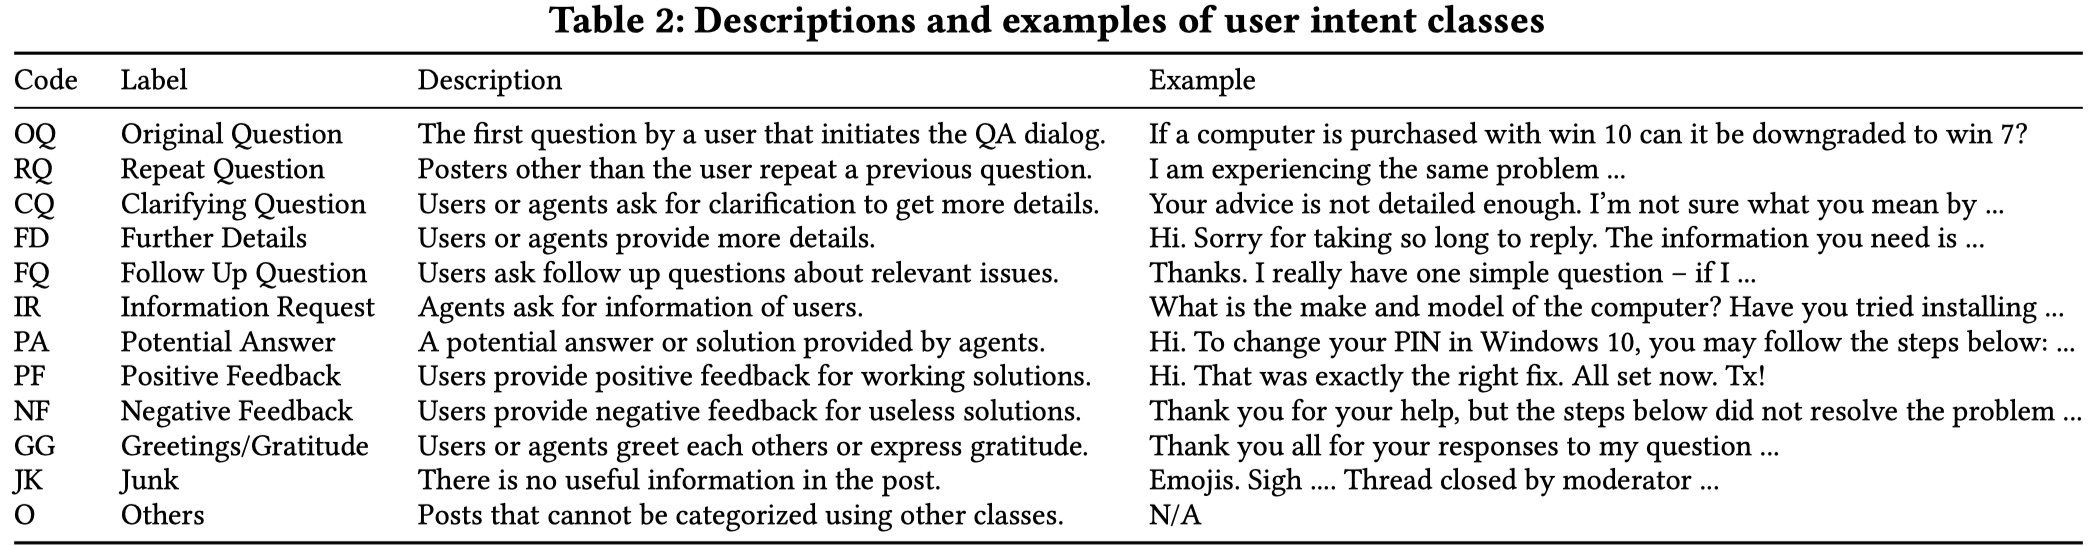 Table 2: Descriptions and examples of user intent classes
Code Label Description Example
OQ Original Question The first question by a user that initiates the QA dialog. If a computer is purchased with win 10 can it be downgraded to win 7?
RQ Repeat Question Posters other than the user repeat a previous question. I am experiencing the same problem ...
CQ Clarifying Question Users or agents ask for clarification to get more details. Your advice is not detailed enough. I’m not sure what you mean by ...
FD Further Details Users or agents provide more details. Hi. Sorry for taking so long to reply. The information you need is ...
FQ Follow Up Question Users ask follow up questions about relevant issues. Thanks. I really have one simple question – if I ...
IR Information Request Agents ask for information of users. What is the make and model of the computer? Have you tried installing ...
PA Potential Answer A potential answer or solution provided by agents. Hi. To change your PIN in Windows 10, you may follow the steps below: ...
PF Positive Feedback Users provide positive feedback for working solutions. Hi. That was exactly the right fix. All set now. Tx!
NF Negative Feedback Users provide negative feedback for useless solutions. Thank you for your help, but the steps below did not resolve the problem ...
GG Greetings/Gratitude Users or agents greet each others or express gratitude. Thank you all for your responses to my question ...
JK Junk There is no useful information in the post. Emojis. Sigh .... Thread closed by moderator ...
O Others Posts that cannot be categorized using other classes. N/A